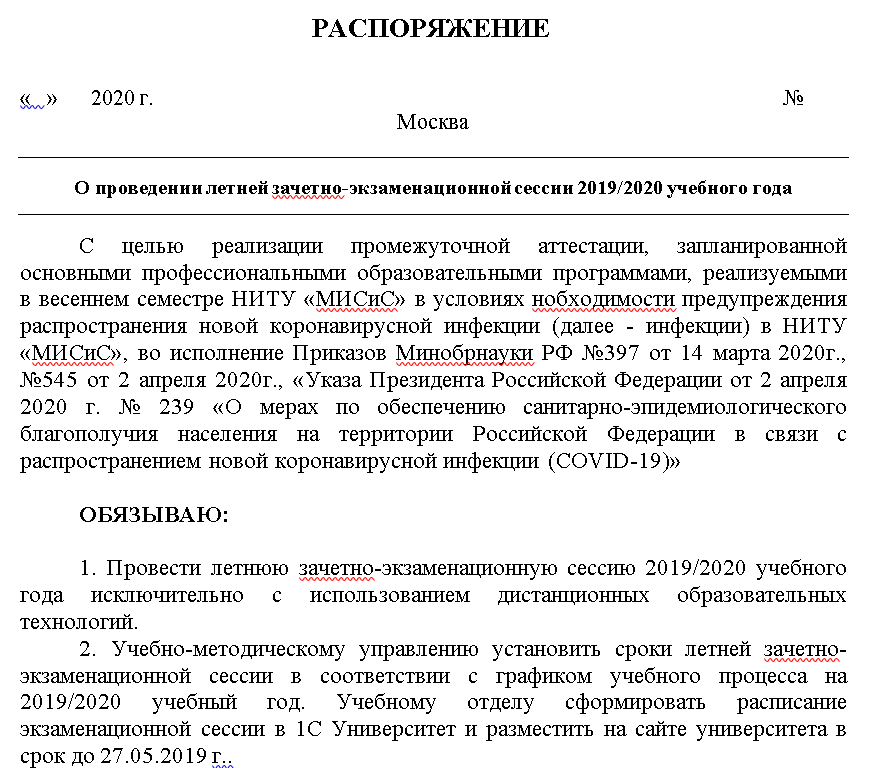 РАСПОРЯЖЕНИЕ
«   »   2020 г.   №
Москва
О проведении летней зачетно-экзаменационной сессии 2019/2020 учебного года
С целью реализации промежуточной аттестации, запланированной
основными профессиональными образовательными программами, реализуемыми
в весеннем семестре НИТУ «МИСиС» в условиях нобходимости предупреждения
распространения новой коронавирусной инфекции (далее - инфекции) в НИТУ
«МИСиС», во исполнение Приказов Минобрнауки РФ №397 от 14 марта 2020г.,
№545 от 2 апреля 2020г., «Указа Президента Российской Федерации от 2 апреля
2020 г. № 239 «О мерах по обеспечению санитарно-эпидемиологического
благополучия населения на территории Российской Федерации в связи с
распространением новой коронавирусной инфекции (COVID-19)»
ОБЯЗЫВАЮ:
1. Провести летнюю зачетно-экзаменационную сессию 2019/2020 учебного
года исключительно с использованием дистанционных образовательных
технологий.
2. Учебно-методическому управлению установить сроки летней зачетно-
экзаменационной сессии в соответствии с графиком учебного процесса на
2019/2020 учебный год. Учебному отделу сформировать расписание
экзаменационной сессии в 1С Университет и разместить на сайте университета в
срок до 27.05.2019 г..